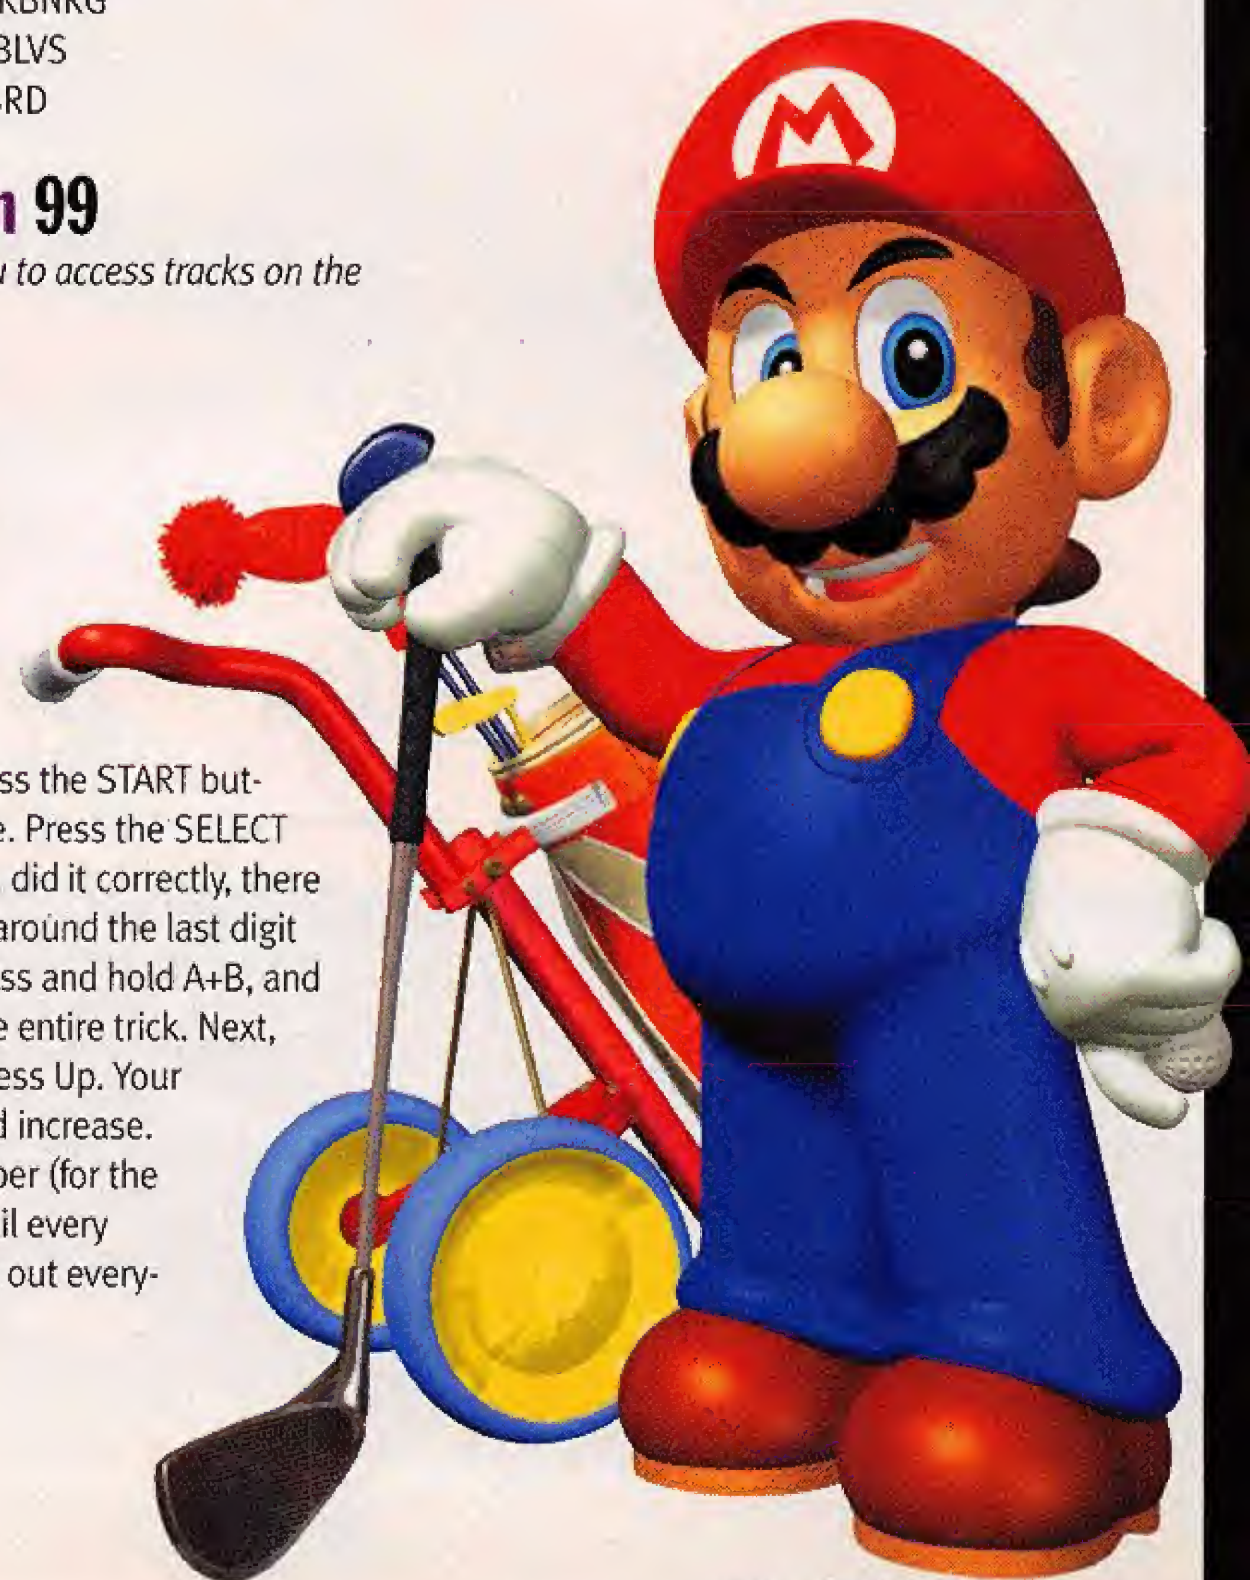 RBNRG
BLVS
RD
99
to access tracks on the
M
ss the START but-
e. Press the SELECT
did it correctly, there
around the last digit
ss and hold A+B, and
e entire trick. Next,
ess Up. Your
d increase.
ber (for the
il every
out every-